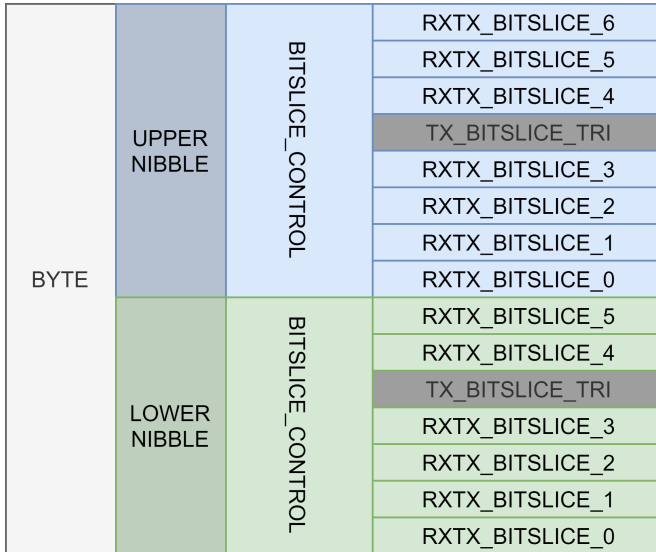 BYTE
UPPER
NIBBLE
BITSLICE_CONTROL
RXTX_BITSLICE_6
RXTX_BITSLICE_5
RXTX_BITSLICE_4
TX_BITSLICE_TRI
RXTX_BITSLICE_3
RXTX_BITSLICE_2
RXTX_BITSLICE_1
RXTX_BITSLICE_0
LOWER
NIBBLE
BITSLICE_CONTROL
RXTX_BITSLICE_5
RXTX_BITSLICE_4
TX_BITSLICE_TRI
RXTX_BITSLICE_3
RXTX_BITSLICE_2
RXTX_BITSLICE_1
RXTX_BITSLICE_0